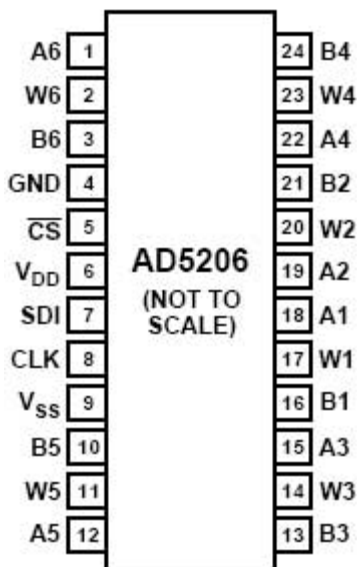 A6 1 24 B4
W6 2 23 W4
B6 3 22 A4
GND 4 21 B2
C̅S̅ 5 20 W2
VDD 6 AD5206 19 A2
SDI 7 (NOT TO SCALE) 18 A1
CLK 8 17 W1
VSS 9 16 B1
B5 10 15 A3
W5 11 14 W3
A5 12 13 B3